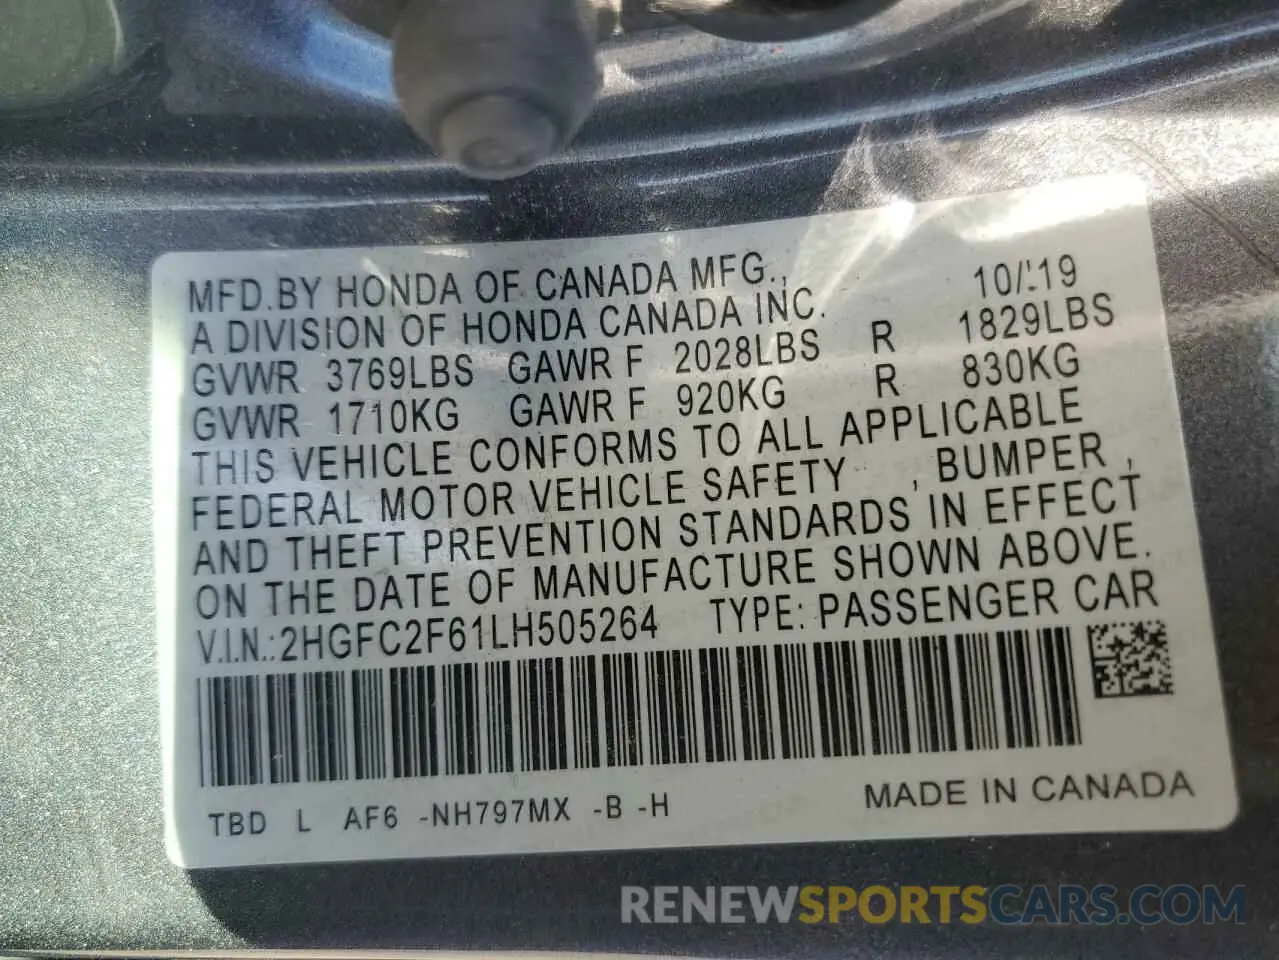 MFD.BY HONDA OF CANADA MFG., 10/19
A DIVISION OF HONDA CANADA INC.
GVWR 3769LBS GAWR F 2028LBS R 1829LBS
GVWR 1710KG GAWR F 920KG R 830KG
THIS VEHICLE CONFORMS TO ALL APPLICABLE
FEDERAL MOTOR VEHICLE SAFETY , BUMPER ,
AND THEFT PREVENTION STANDARDS IN EFFECT
ON THE DATE OF MANUFACTURE SHOWN ABOVE.
V.I.N.:2HGFC2F61LH505264 TYPE: PASSENGER CAR
TBD L AF6 -NH797MX -B -H MADE IN CANADA
RENEWSPORTSCARS.COM